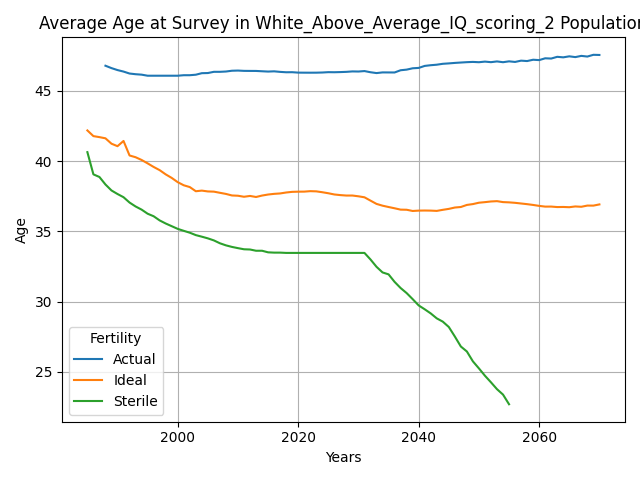 Average Age at Survey in White_Above_Average_IQ_scoring_2 Population
Age
45
40
35
30
25
Fertility
Actual
Ideal
Sterile
2000 2020 2040 2060
Years